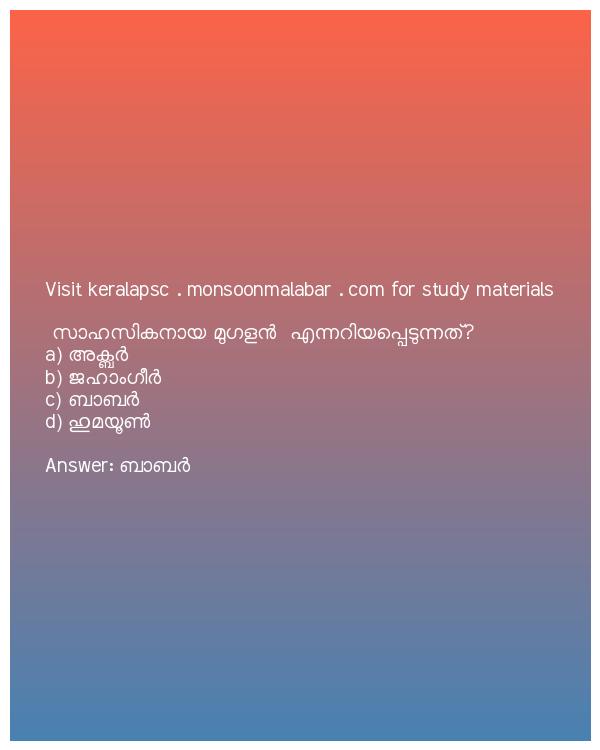 Visit keralapsc . monsoonmalabar . com for study materials
സാഹസികനായ മുഗളൻ എന്നറിയപ്പെടുന്നത്?
a) അക്ബർ
b) ജഹാംഗീർ
c) ബാബർ
d) ഹുമയൂൺ
Answer: ബാബർ